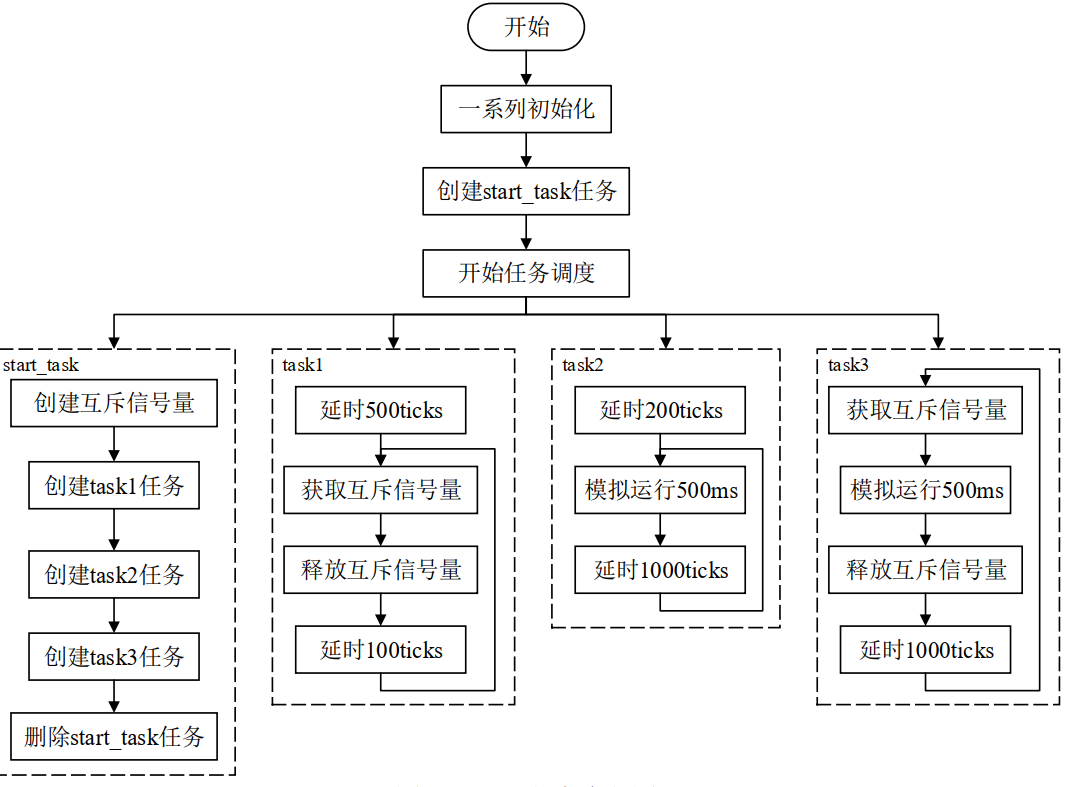 开始
一系列初始化
创建start_task任务
开始任务调度
start_task
创建互斥信号量
创建task1任务
创建task2任务
创建task3任务
删除start_task任务
task1
延时500ticks
获取互斥信号量
释放互斥信号量
延时100ticks
task2
延时200ticks
模拟运行500ms
延时1000ticks
task3
获取互斥信号量
模拟运行500ms
释放互斥信号量
延时1000ticks